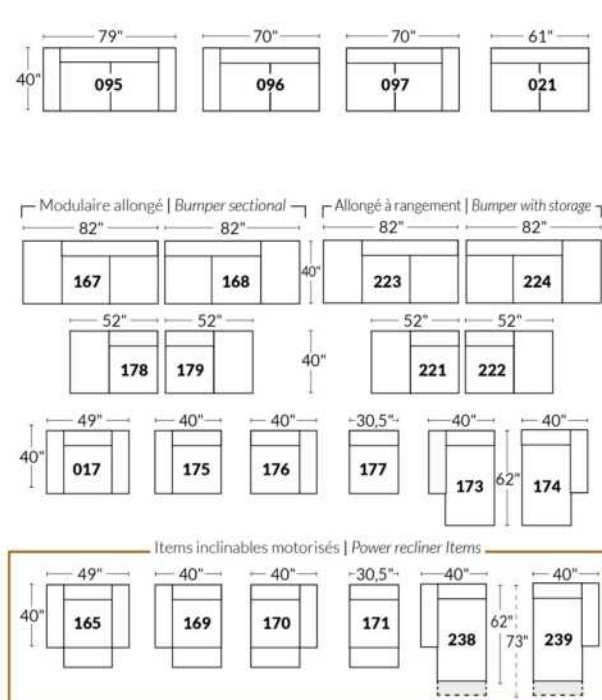 79" 70" 70" 61"
40" 095 096 097 021
Modulaire allongé | Bumper sectional Allongé à rangement | Bumper with storage
82" 82" 82" 82"
167 168 40" 223 224
52" 52" 52" 52"
178 179 40" 221 222
49" 40" 40" 30,5" 40" 40"
40" 017 175 176 177 173 62" 174
Items inclinables motorisés | Power recliner Items
49" 40" 40" 30,5" 40" 40"
40" 165 169 170 171 238 62" 73" 239